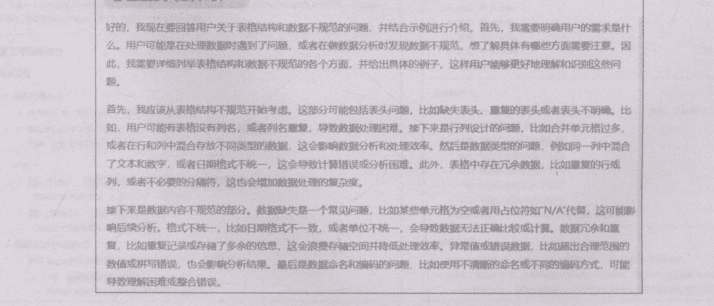 好的，我现在要回答用户关于表格结构和数据不规范的问题，并结合示例进行介绍。首先，我需要明确用户的需求是什
么。用户可能是在处理数据时遇到了问题，或者在做数据分析时发现数据不规范，想了解具体有哪些方面需要注意。因
此，我需要详细列举表格结构和数据不规范的各个方面，并给出具体的例子，这样用户能够更好地理解和识别这些问
题。
首先，我应该从表格结构不规范开始考虑。这部分可能包括表头问题，比如缺失表头、重复的表头或者表头不明确。比
如，用户可能有表格没有列名，或者列名重复，导致数据处理困难。接下来是行列设计的问题，比如合并单元格过多，
或者在行和列中混合存放不同类型的数据，这会影响数据分析和处理效率。然后是数据类型的问题，例如同一列中混合
了文本和数字，或者日期格式不统一，这会导致计算错误或分析困难。此外，表格中存在冗余数据，比如重复的行或
列，或者不必要的分隔符，这也会增加数据处理的复杂度。
接下来是数据内容不规范的部分。数据缺失是一个常见问题，比如某些单元格为空或者用占位符如"N/A"代替，这可能影
响后续分析。格式不统一，比如日期格式不一致，或者单位不统一，会导致数据无法正确比较或计算。数据冗余和重
复，比如重复记录或存储了多余的信息，这会浪费存储空间并降低处理效率。异常值或错误数据，比如超出合理范围的
数值或拼写错误，也会影响分析结果。最后是数据命名和编码的问题，比如使用不清晰的命名或不同的编码方式，可能
导致理解困难或整合错误。